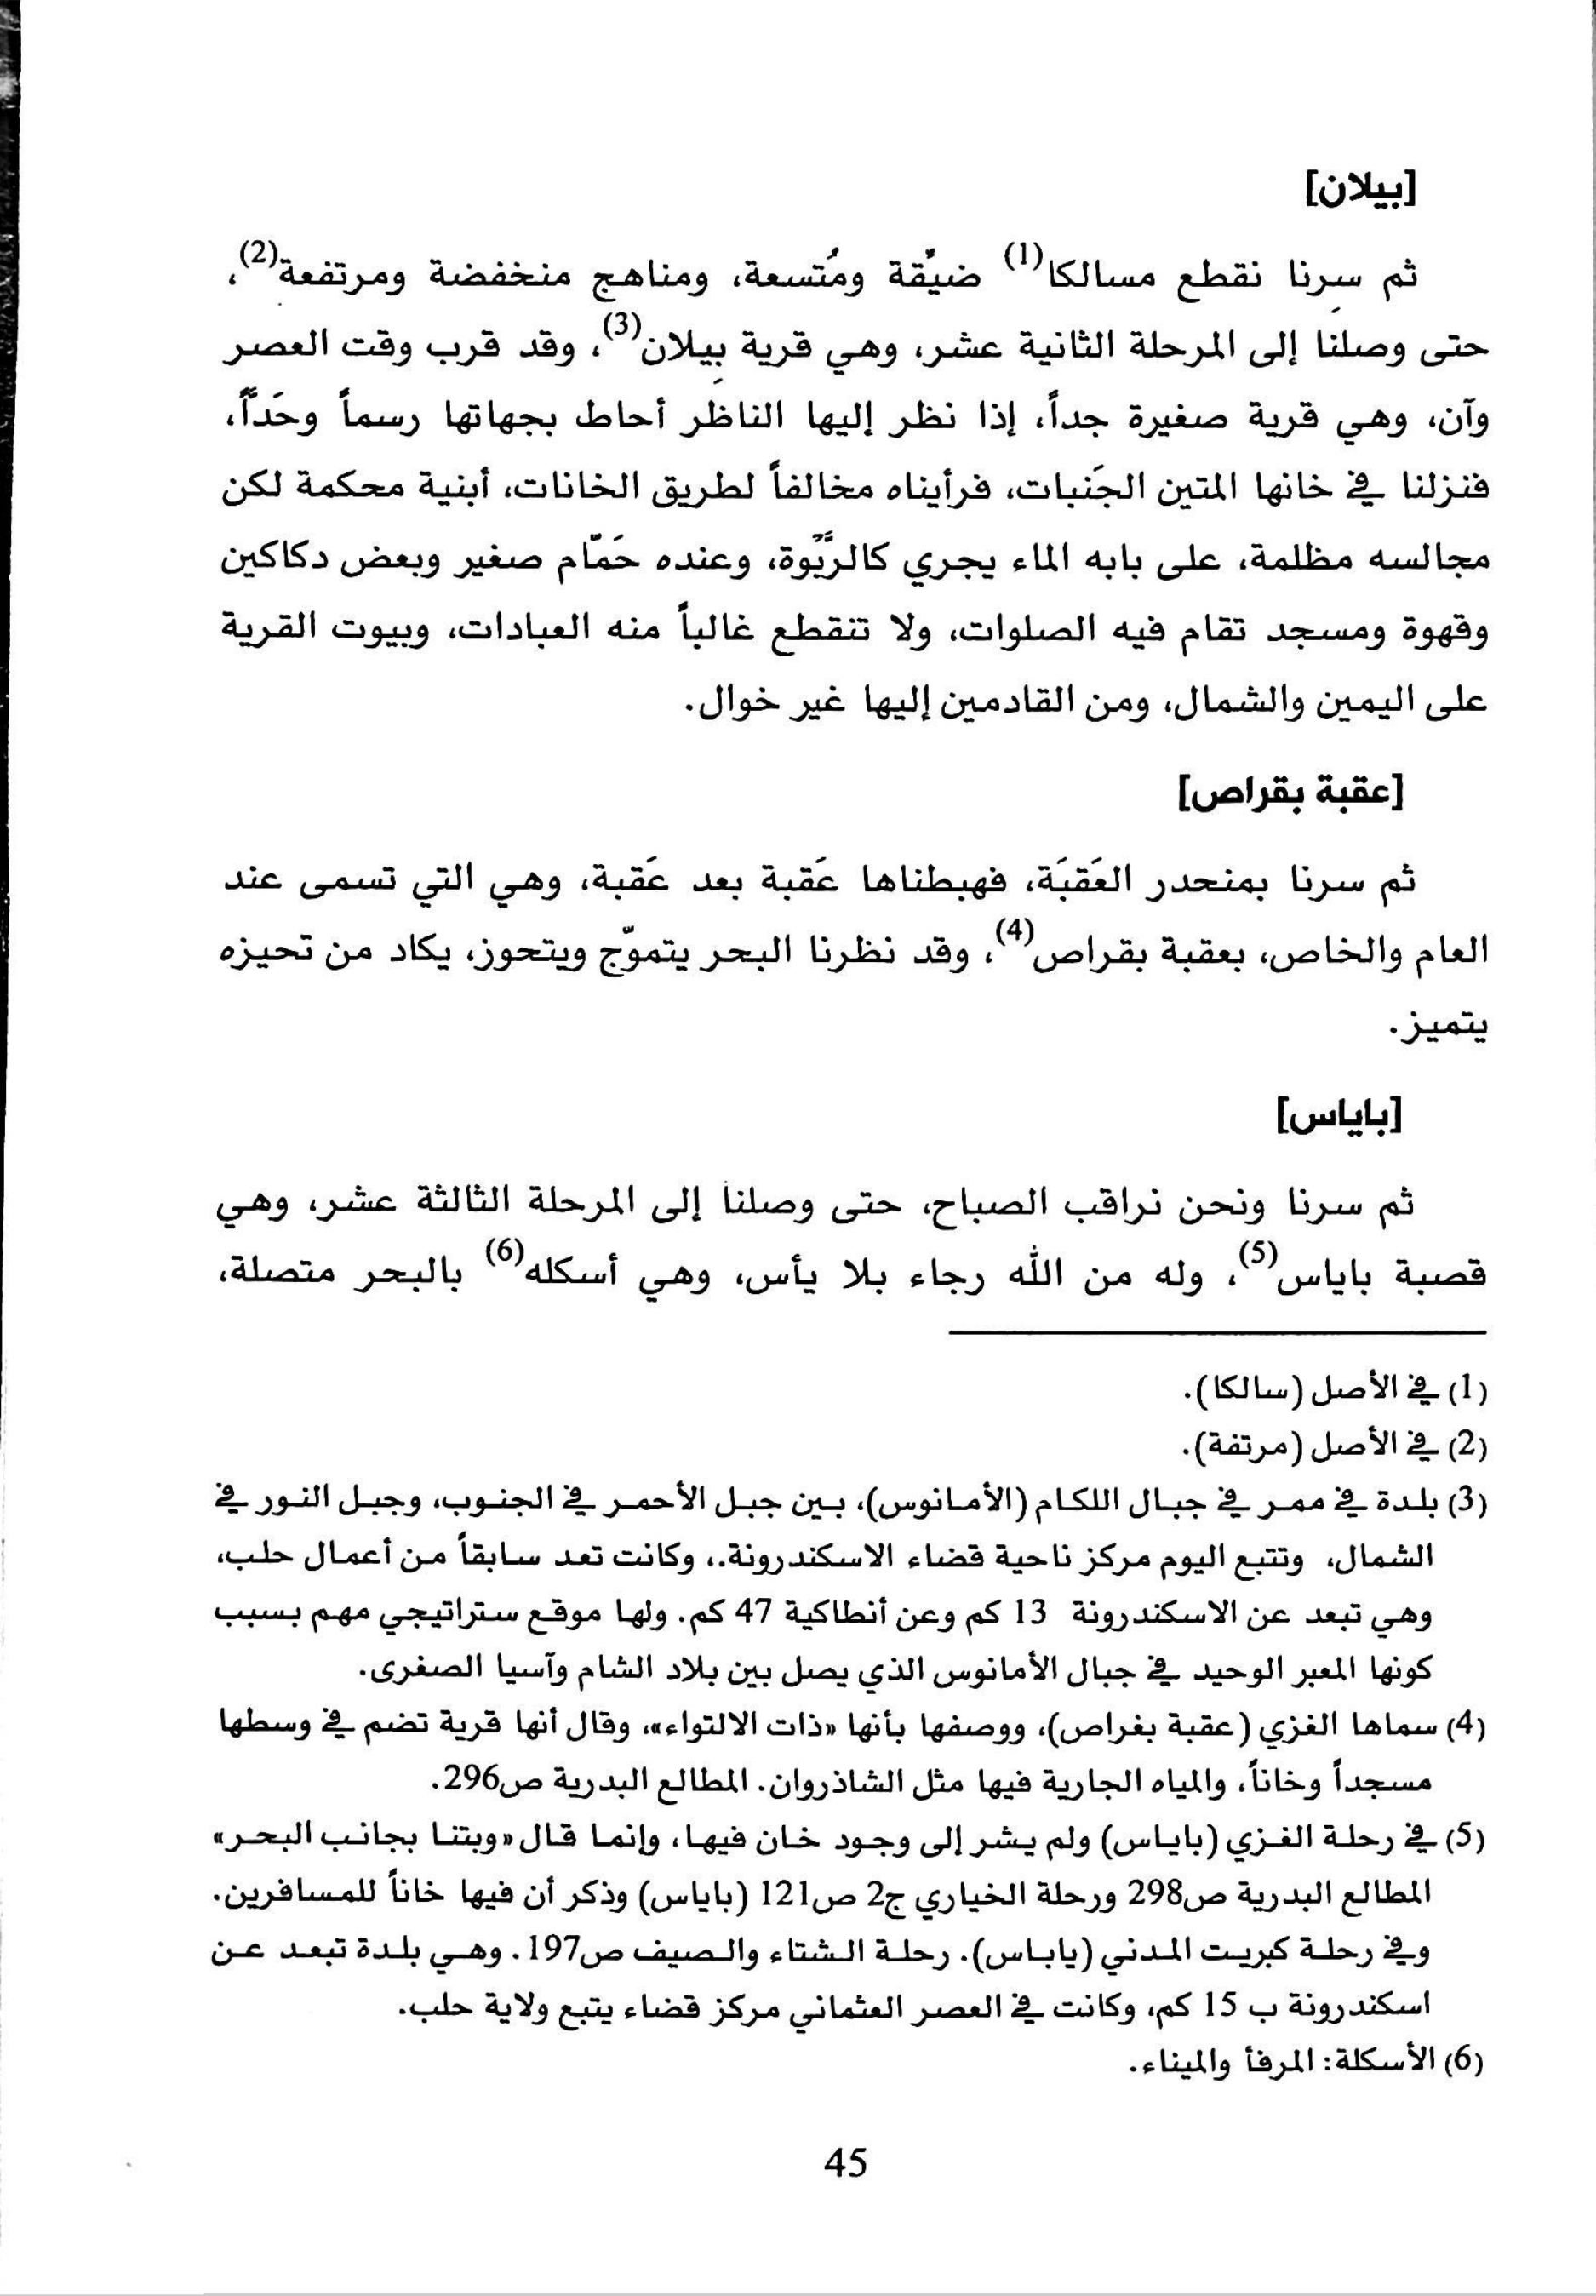 [بيلان]
ثم سرنا نقطع مسالكا(1) ضيّقة ومُتسعة، ومناهج منخفضة ومرتفعة(2)،
حتى وصلنا إلى المرحلة الثانية عشر، وهي قرية بِيلان(3)، وقد قرب وقت العصر
وآن، وهي قرية صغيرة جداً، إذا نظر إليها الناظر أحاط بجهاتها رسماً وحَدّاً،
فنزلنا في خانها المتين الجَنبات، فرأيناه مخالفاً لطريق الخانات، أبنية محكمة لكن
مجالسه مظلمة، على بابه الماء يجري كالرَّبْوة، وعنده حَمّام صغير وبعض دكاكين
وقهوة ومسجد تقام فيه الصلوات، ولا تنقطع غالباً منه العبادات، وبيوت القرية
على اليمين والشمال، ومن القادمين إليها غير خوال.
[عقبة بقراص]
ثم سرنا بمنحدر العَقبَة، فهبطناها عَقبة بعد عَقبة، وهي التي تسمى عند
العام والخاص، بعقبة بقراص(4)، وقد نظرنا البحر يتموّج ويتحوز، يكاد من تحيزه
يتميز.
[باياس]
ثم سرنا ونحن نراقب الصباح، حتى وصلنا إلى المرحلة الثالثة عشر، وهي
قصبة باياس(5)، وله من الله رجاء بلا يأس، وهي أسكله(6) بالبحر متصلة،
(1) في الأصل (سالكا).
(2) في الأصل (مرتفة).
(3) بلدة في ممر في جبال اللكام (الأمانوس)، بين جبل الأحمر في الجنوب، وجبل النور في
الشمال، وتتبع اليوم مركز ناحية قضاء الاسكندرونة.، وكانت تعد سابقاً من أعمال حلب،
وهي تبعد عن الاسكندرونة 13 كم وعن أنطاكية 47 كم. ولها موقع ستراتيجي مهم بسبب
كونها المعبر الوحيد في جبال الأمانوس الذي يصل بين بلاد الشام وآسيا الصغرى.
(4) سماها الغزي (عقبة بغراص)، ووصفها بأنها «ذات الالتواء»، وقال أنها قرية تضم في وسطها
مسجداً وخاناً، والمياه الجارية فيها مثل الشاذروان. المطالع البدرية ص296.
(5) في رحلة الغزي (باياس) ولم يشر إلى وجود خان فيها، وإنما قال «وبتنا بجانب البحر»
المطالع البدرية ص298 ورحلة الخياري ج2 ص121 (باياس) وذكر أن فيها خاناً للمسافرين.
وفي رحلة كبريت المدني (ياباس). رحلة الشتاء والصيف ص197. وهي بلدة تبعد عن
اسكندرونة ب 15 كم، وكانت في العصر العثماني مركز قضاء يتبع ولاية حلب.
(6) الأسكلة: المرفأ والميناء.
45